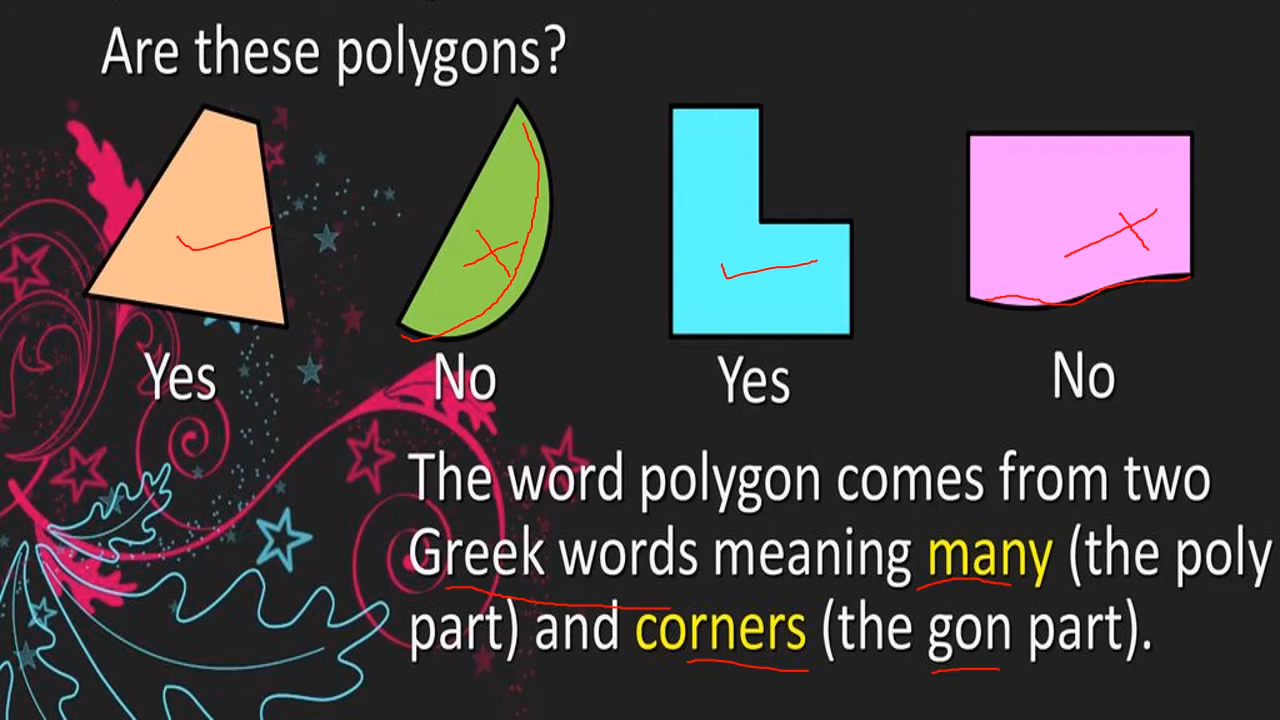 Are these polygons?
Yes No Yes No
The word polygon comes from two
Greek words meaning many (the poly
part) and corners (the gon part).